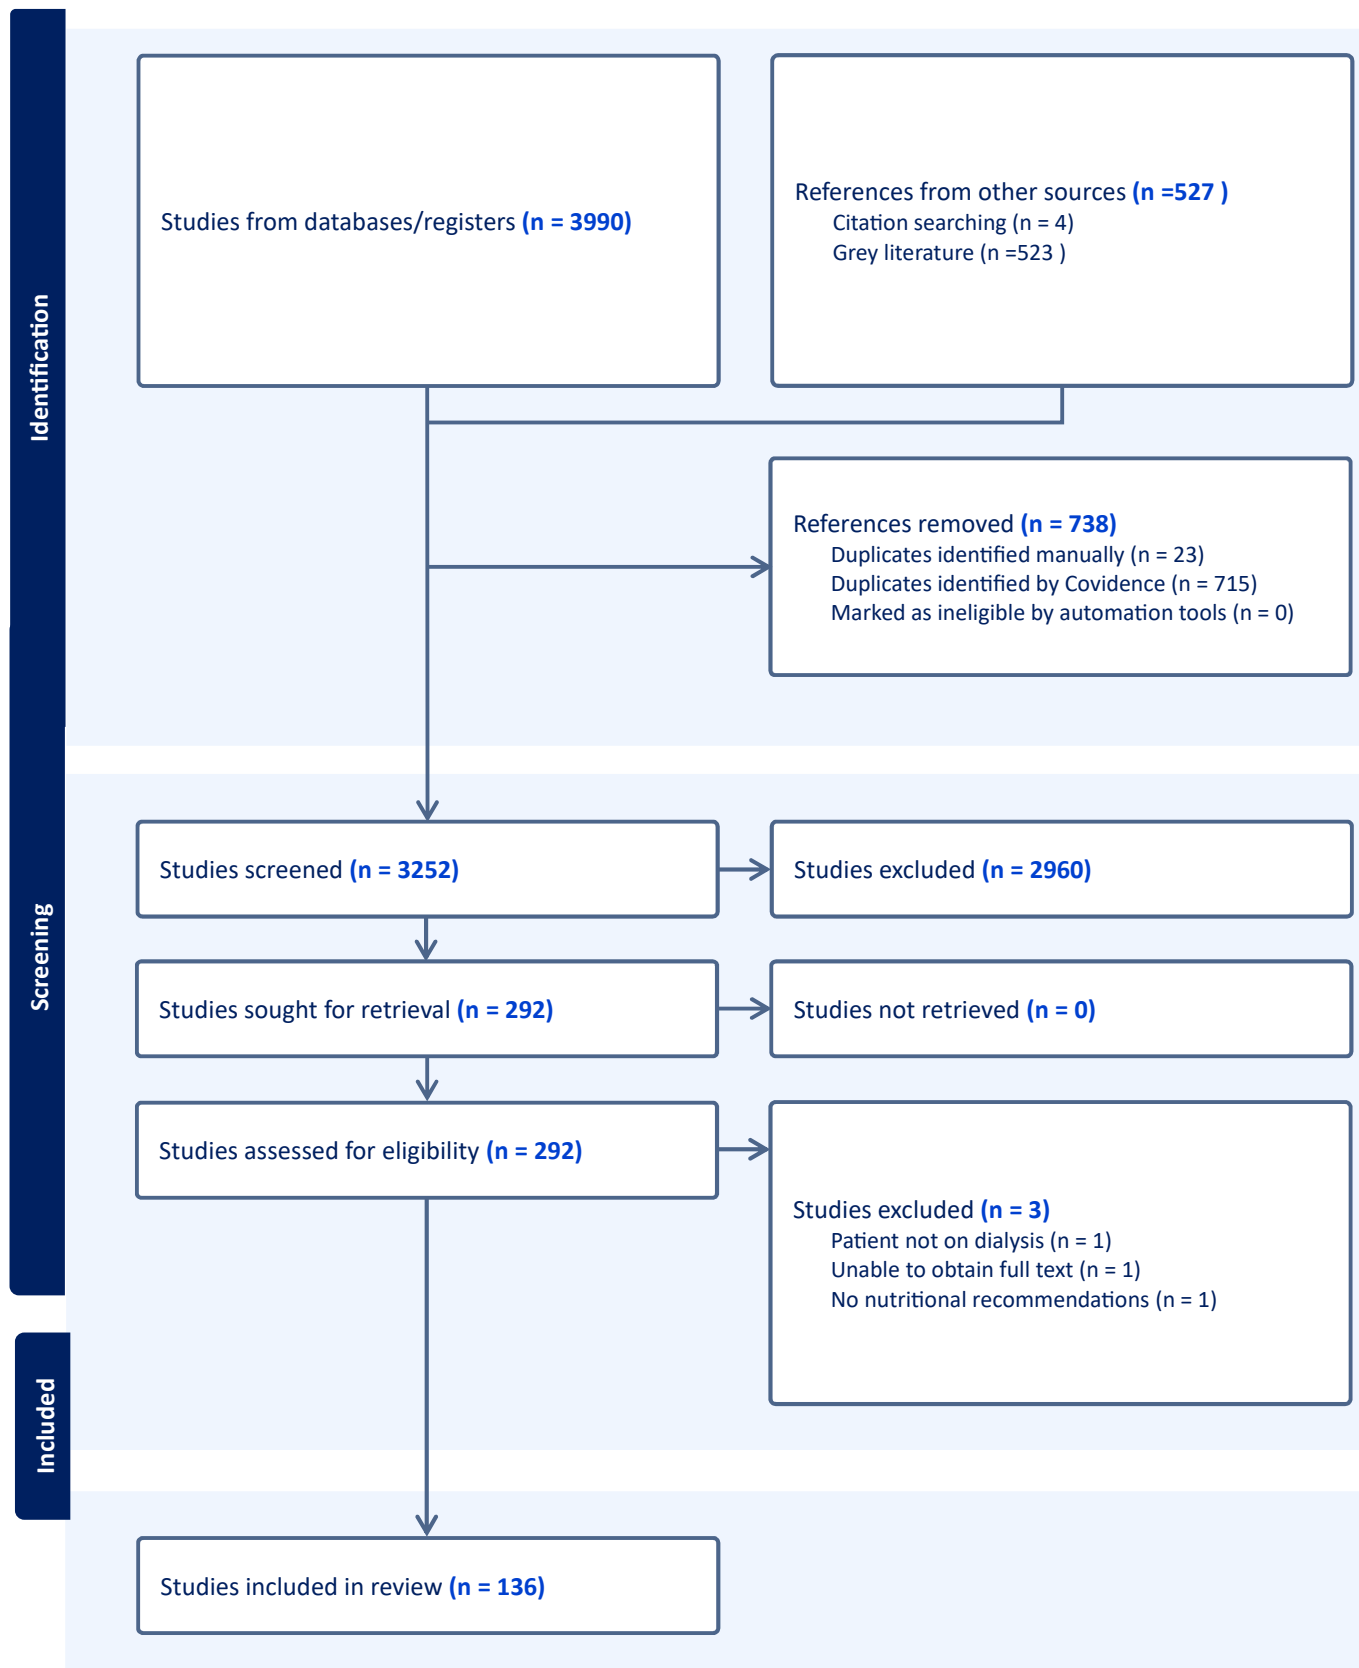 Identification
Studies from databases/registers (n = 3990)
References from other sources (n =527 )
Citation searching (n = 4)
Grey literature (n =523 )
References removed (n = 738)
Duplicates identified manually (n = 23)
Duplicates identified by Covidence (n = 715)
Marked as ineligible by automation tools (n = 0)
Screening
Studies screened (n = 3252)
Studies excluded (n = 2960)
Studies sought for retrieval (n = 292)
Studies not retrieved (n = 0)
Studies assessed for eligibility (n = 292)
Studies excluded (n = 3)
Patient not on dialysis (n = 1)
Unable to obtain full text (n = 1)
No nutritional recommendations (n = 1)
Included
Studies included in review (n = 136)